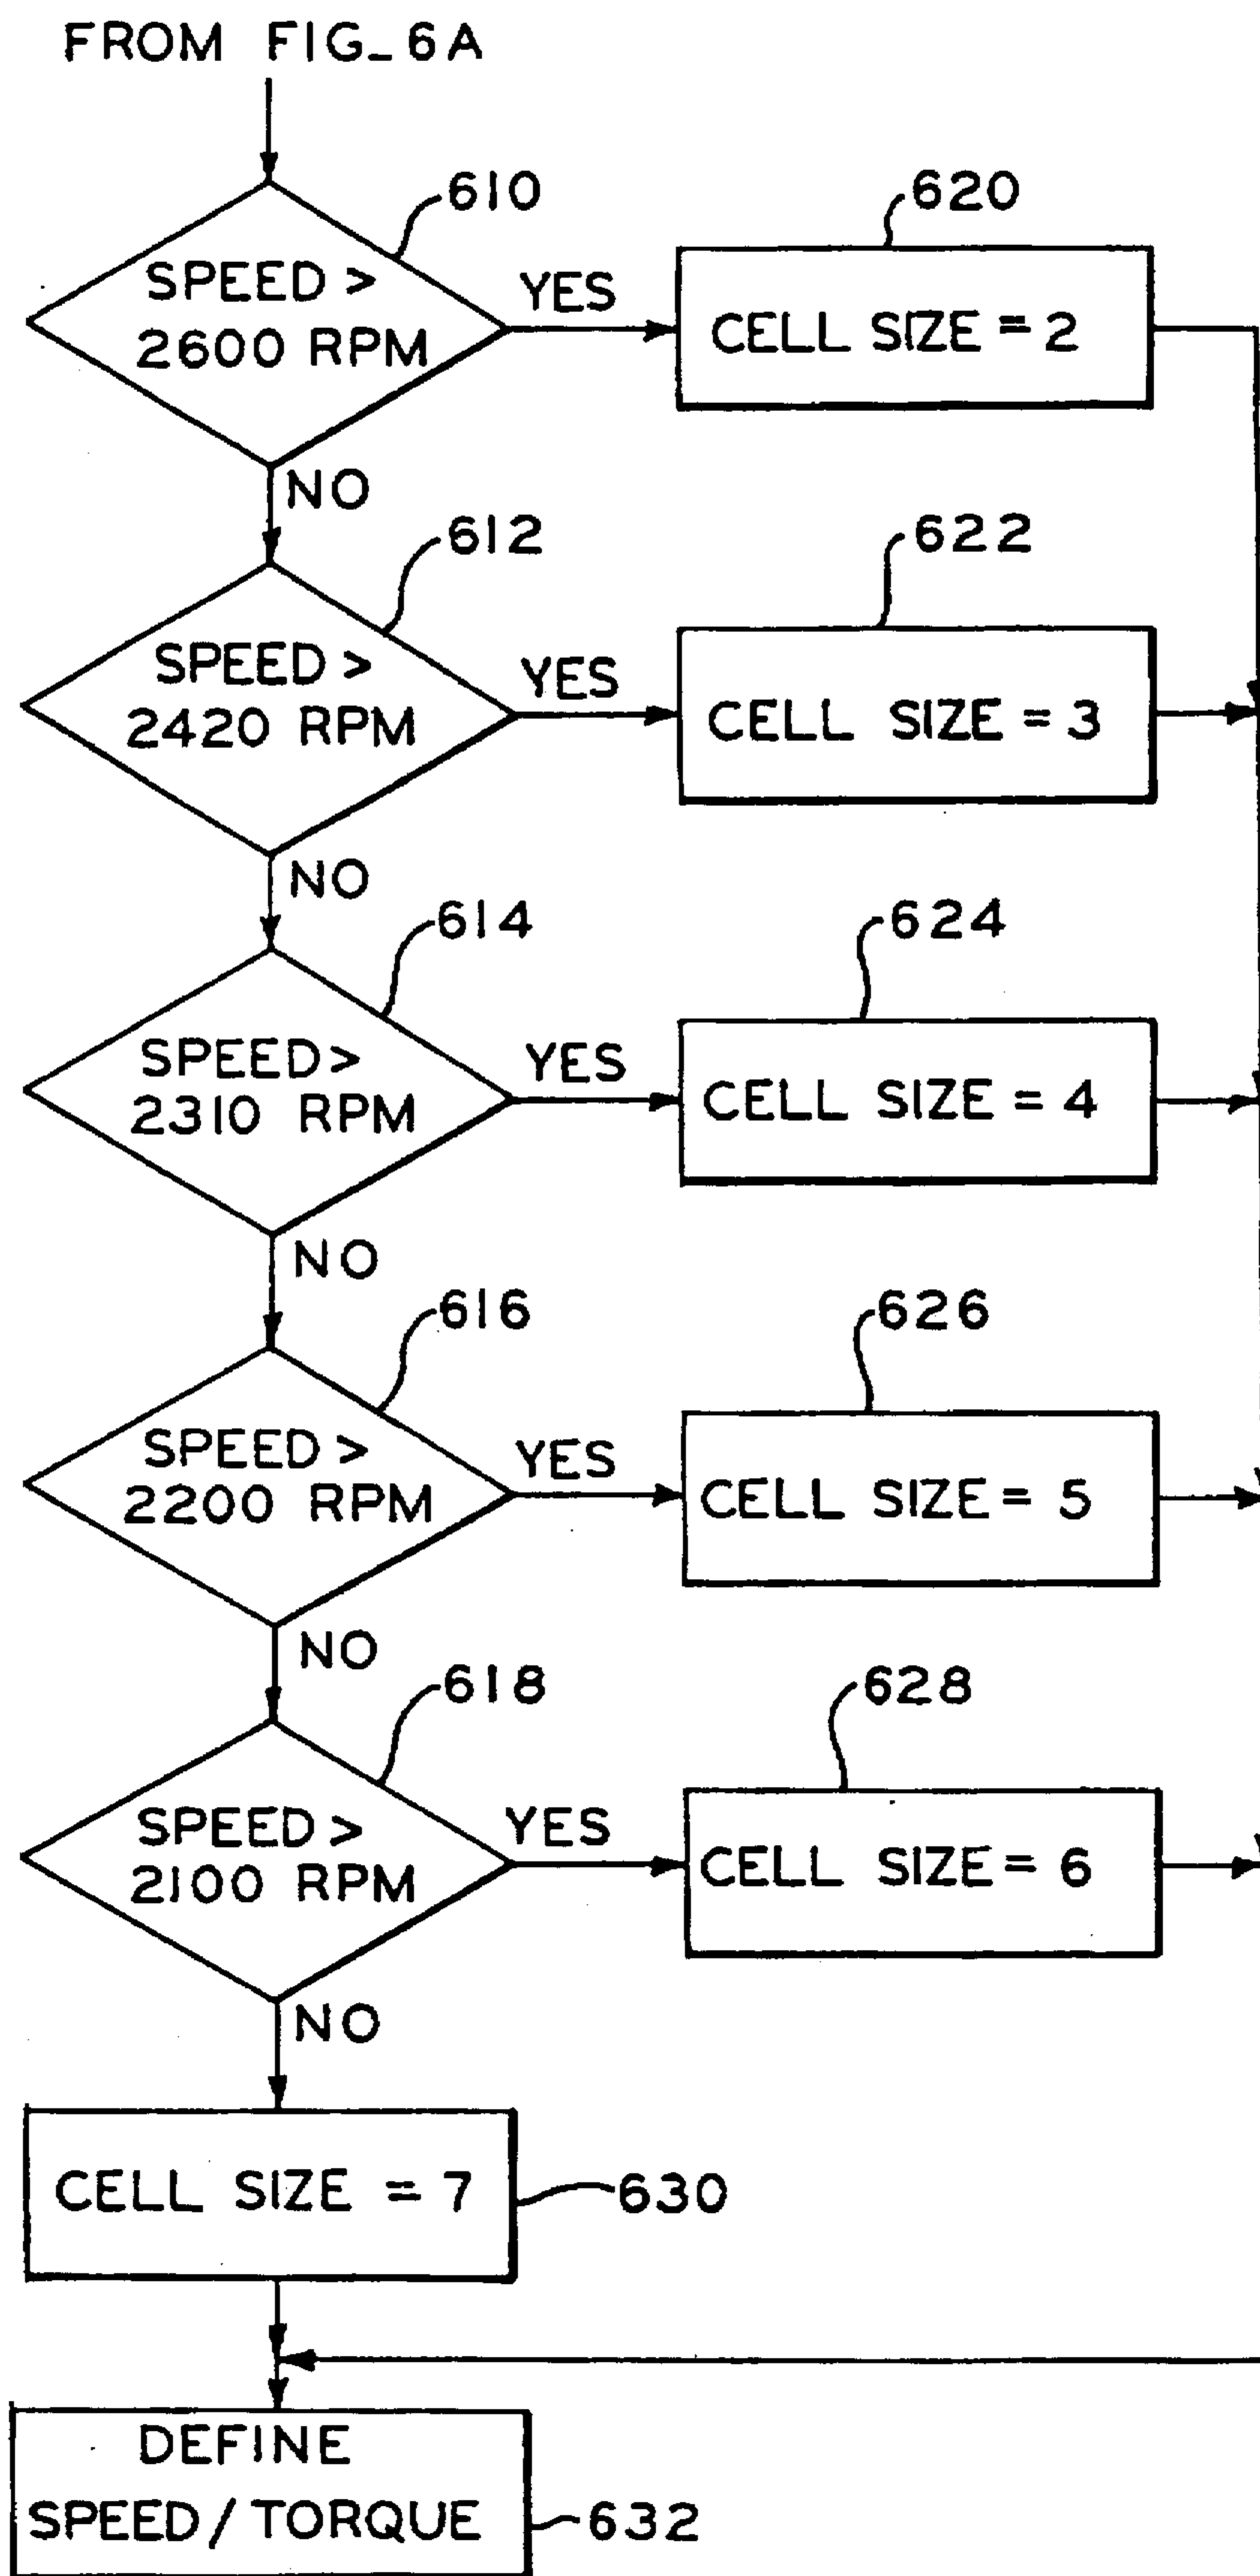 FROM FIG_6A
610
620
SPEED >
2600 RPM
YES
CELL SIZE = 2
NO
612
622
SPEED >
2420 RPM
YES
CELL SIZE = 3
NO
614
624
SPEED >
2310 RPM
YES
CELL SIZE = 4
NO
616
626
SPEED >
2200 RPM
YES
CELL SIZE = 5
NO
618
628
SPEED >
2100 RPM
YES
CELL SIZE = 6
NO
CELL SIZE = 7
630
DEFINE
SPEED/TORQUE
632